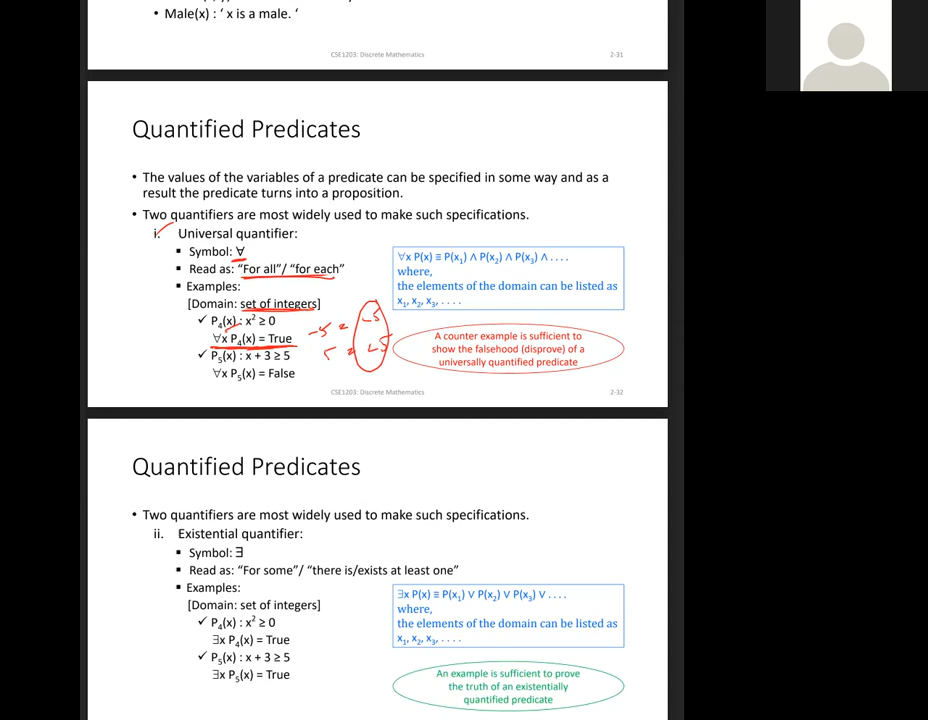 • Male(x) : ‘ x is a male. ‘
CSE1203: Discrete Mathematics 2-31
Quantified Predicates
• The values of the variables of a predicate can be specified in some way and as a
result the predicate turns into a proposition.
• Two quantifiers are most widely used to make such specifications.
i. Universal quantifier:
▪ Symbol: ∀
▪ Read as: “For all”/ “for each”
▪ Examples:
[Domain: set of integers]
✓ P₄(x) : x² ≥ 0
∀x P₄(x) = True
✓ P₅(x) : x + 3 ≥ 5
∀x P₅(x) = False
∀x P(x) ≡ P(x₁) ∧ P(x₂) ∧ P(x₃) ∧ . . . .
where,
the elements of the domain can be listed as
x₁, x₂, x₃, . . . .
A counter example is sufficient to
show the falsehood (disprove) of a
universally quantified predicate
CSE1203: Discrete Mathematics 2-32
Quantified Predicates
• Two quantifiers are most widely used to make such specifications.
ii. Existential quantifier:
▪ Symbol: ∃
▪ Read as: “For some”/ “there is/exists at least one”
▪ Examples:
[Domain: set of integers]
✓ P₄(x) : x² ≥ 0
∃x P₄(x) = True
✓ P₅(x) : x + 3 ≥ 5
∃x P₅(x) = True
∃x P(x) ≡ P(x₁) ∨ P(x₂) ∨ P(x₃) ∨ . . . .
where,
the elements of the domain can be listed as
x₁, x₂, x₃, . . . .
An example is sufficient to prove
the truth of an existentially
quantified predicate